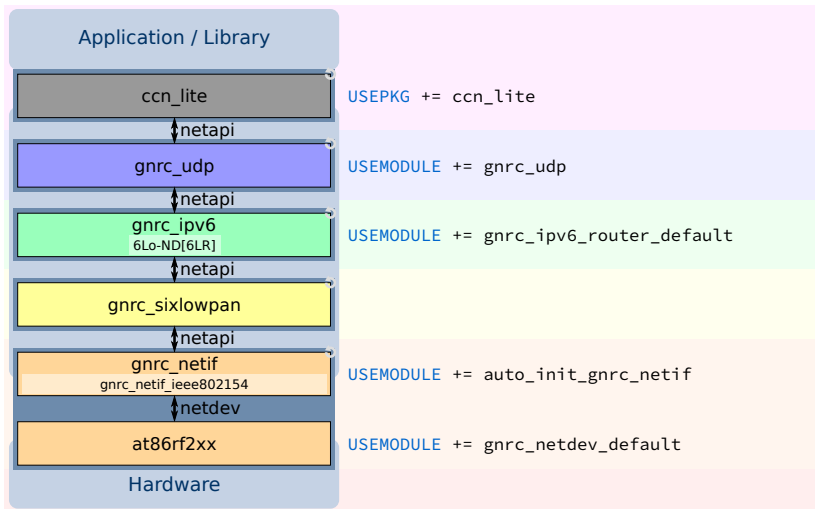 Application / Library
ccn_lite
USEPKG += ccn_lite
netapi
gnrc_udp
USEMODULE += gnrc_udp
netapi
gnrc_ipv6
6Lo-ND[6LR]
USEMODULE += gnrc_ipv6_router_default
netapi
gnrc_sixlowpan
netapi
gnrc_netif
gnrc_netif_ieee802154
USEMODULE += auto_init_gnrc_netif
netdev
at86rf2xx
USEMODULE += gnrc_netdev_default
Hardware